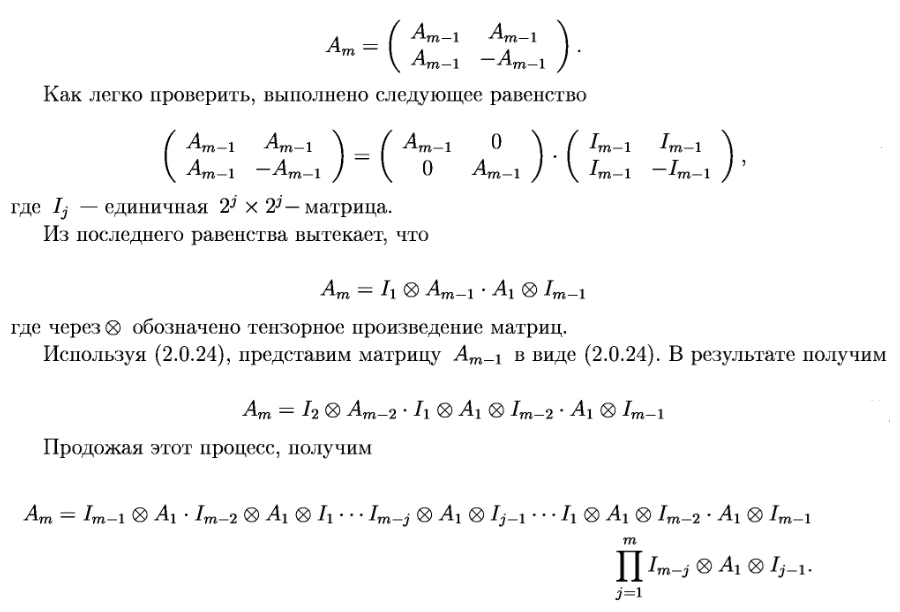 A_m = ( A_{m-1} A_{m-1} ; A_{m-1} -A_{m-1} ).
Как легко проверить, выполнено следующее равенство
( A_{m-1} A_{m-1} ; A_{m-1} -A_{m-1} ) = ( A_{m-1} 0 ; 0 A_{m-1} ) · ( I_{m-1} I_{m-1} ; I_{m-1} -I_{m-1} ),
где I_j — единичная 2^j × 2^j− матрица.
Из последнего равенства вытекает, что
A_m = I_1 ⊗ A_{m-1} · A_1 ⊗ I_{m-1}
где через ⊗ обозначено тензорное произведение матриц.
Используя (2.0.24), представим матрицу A_{m-1} в виде (2.0.24). В результате получим
A_m = I_2 ⊗ A_{m-2} · I_1 ⊗ A_1 ⊗ I_{m-2} · A_1 ⊗ I_{m-1}
Продожая этот процесс, получим
A_m = I_{m-1} ⊗ A_1 · I_{m-2} ⊗ A_1 ⊗ I_1 ··· I_{m-j} ⊗ A_1 ⊗ I_{j-1} ··· I_1 ⊗ A_1 ⊗ I_{m-2} · A_1 ⊗ I_{m-1}
∏_{j=1}^{m} I_{m-j} ⊗ A_1 ⊗ I_{j-1}.